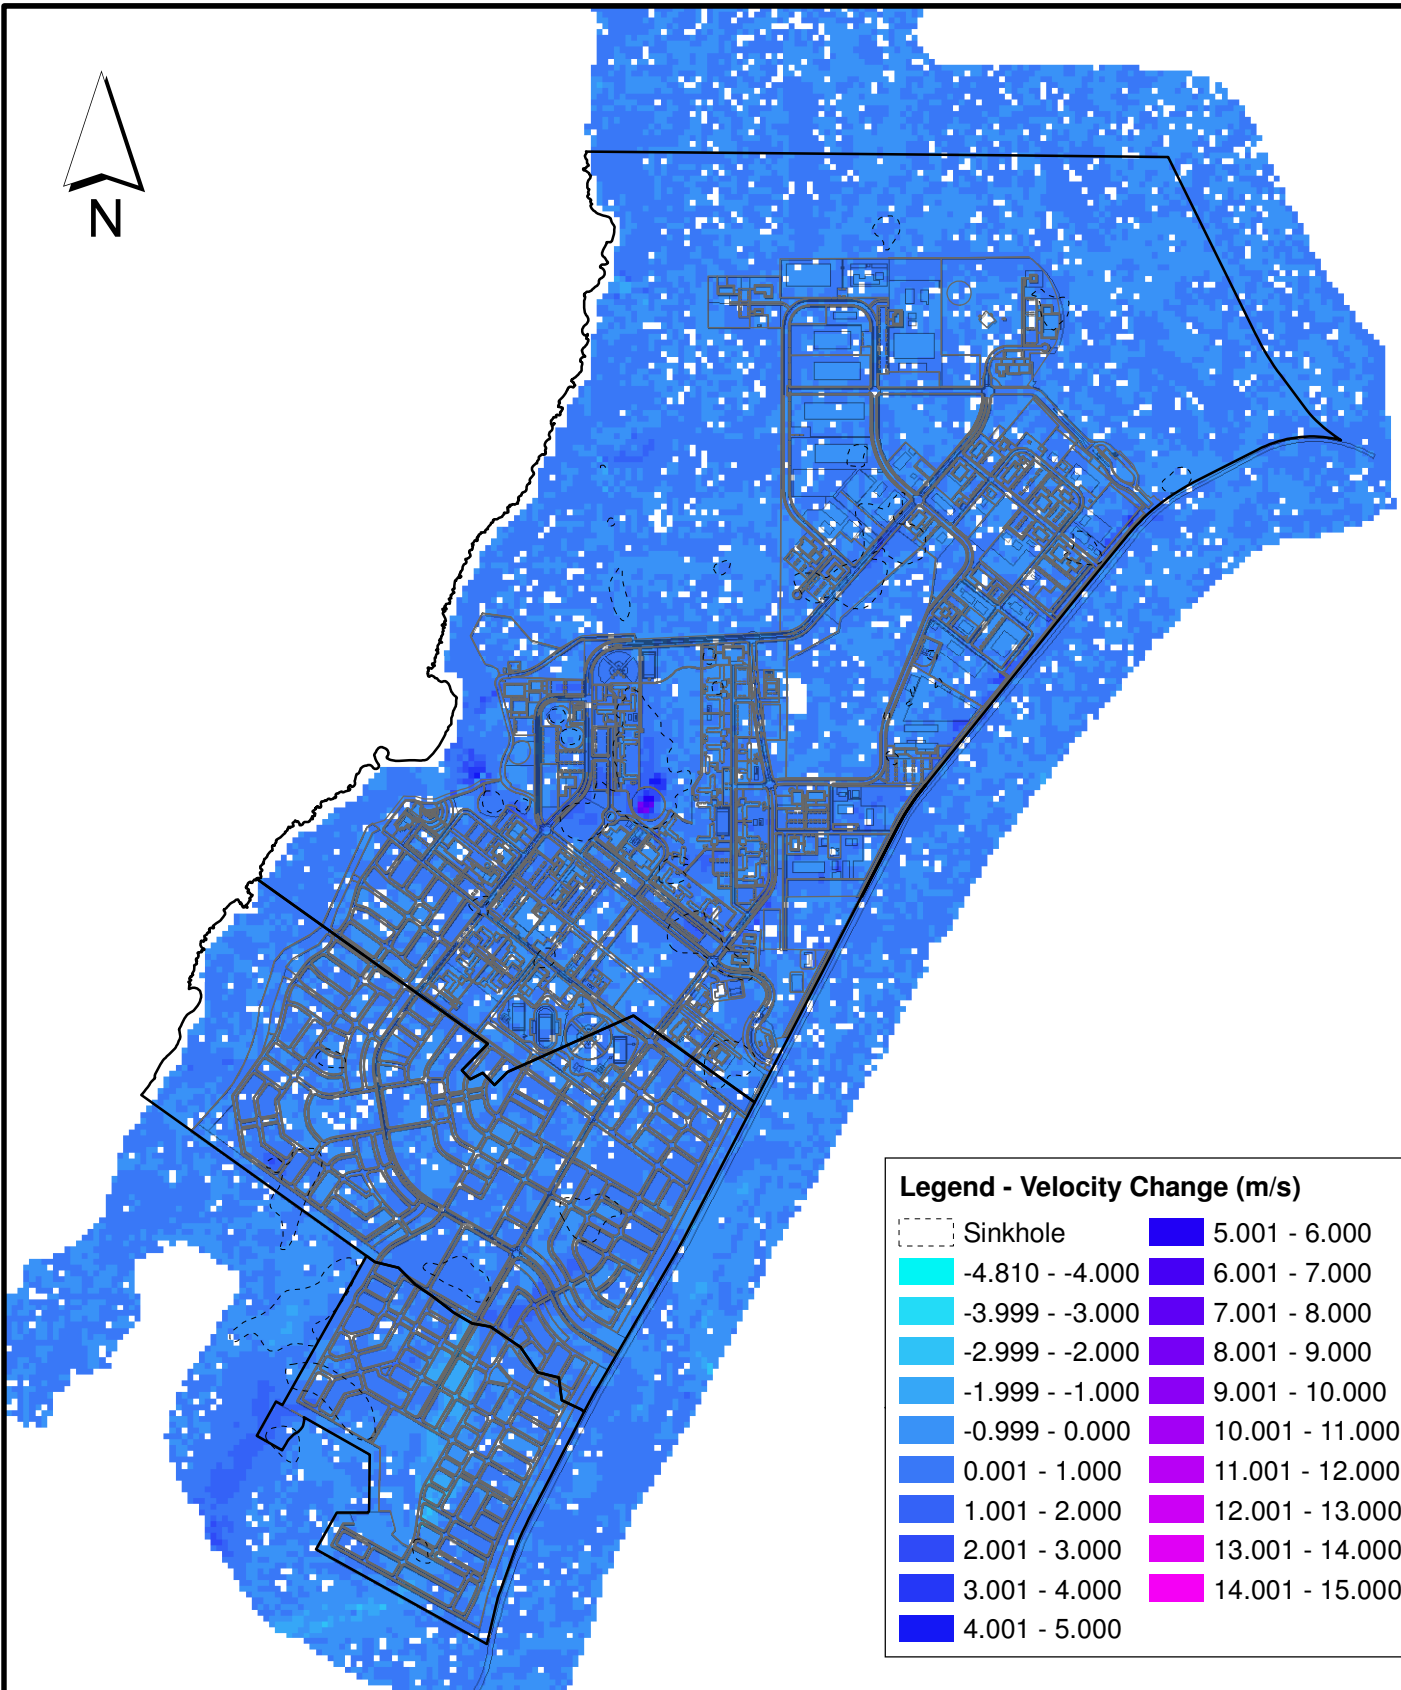 N
Legend - Velocity Change (m/s)
Sinkhole
-4.810 - -4.000
-3.999 - -3.000
-2.999 - -2.000
-1.999 - -1.000
-0.999 - 0.000
0.001 - 1.000
1.001 - 2.000
2.001 - 3.000
3.001 - 4.000
4.001 - 5.000
5.001 - 6.000
6.001 - 7.000
7.001 - 8.000
8.001 - 9.000
9.001 - 10.000
10.001 - 11.000
11.001 - 12.000
12.001 - 13.000
13.001 - 14.000
14.001 - 15.000